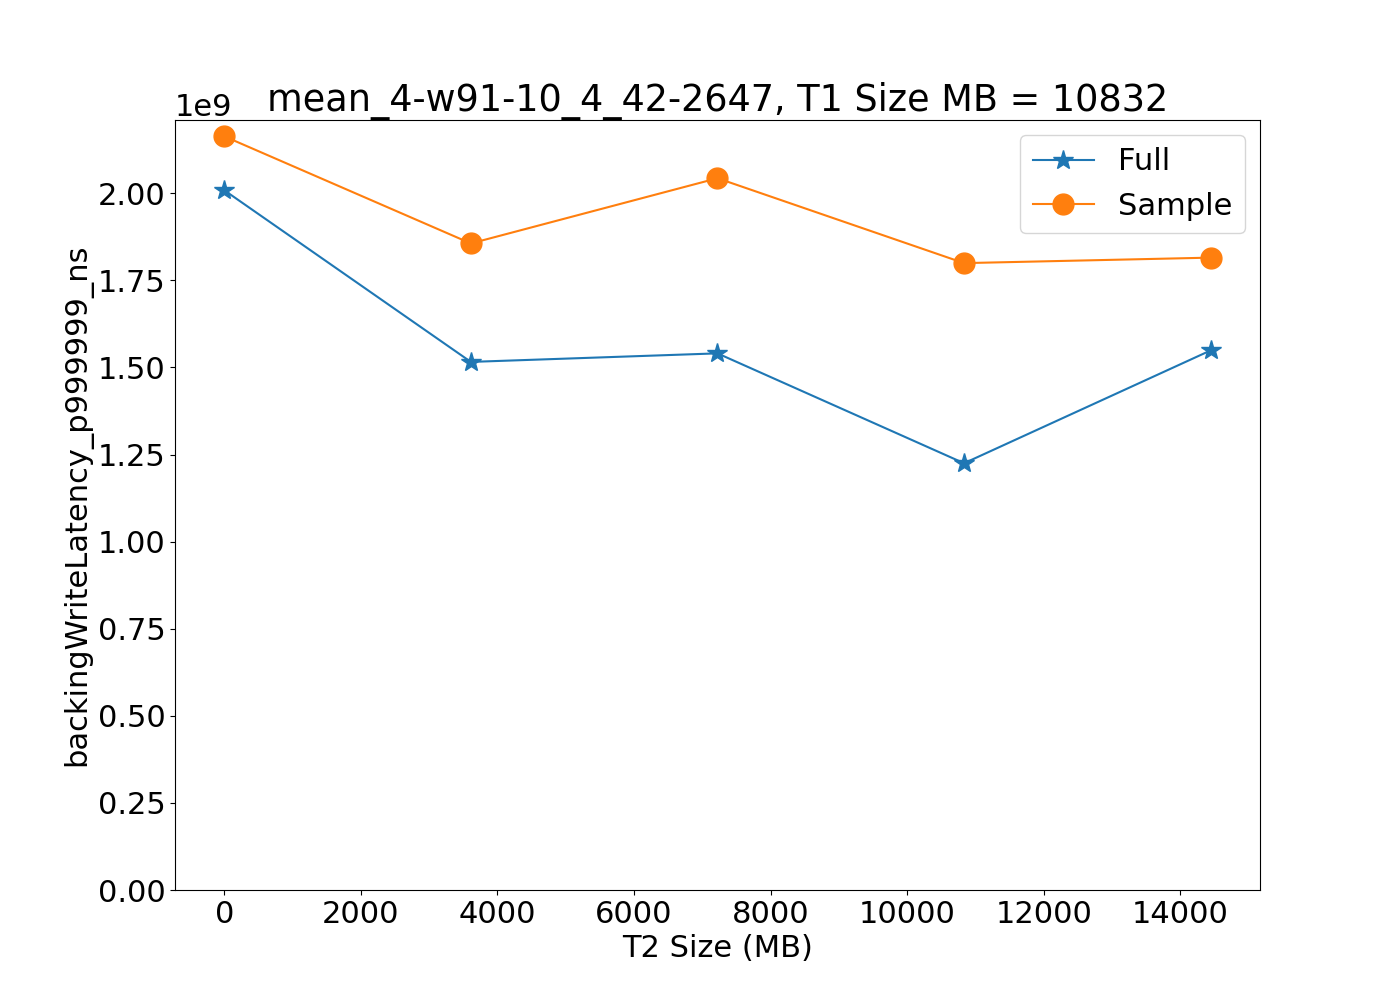 mean_4-w91-10_4_42-2647, T1 Size MB = 10832
1e9
Full
Sample
2.00
1.75
1.50
1.25
1.00
0.75
0.50
0.25
0.00
backingWriteLatency_p999999_ns
0 2000 4000 6000 8000 10000 12000 14000
T2 Size (MB)